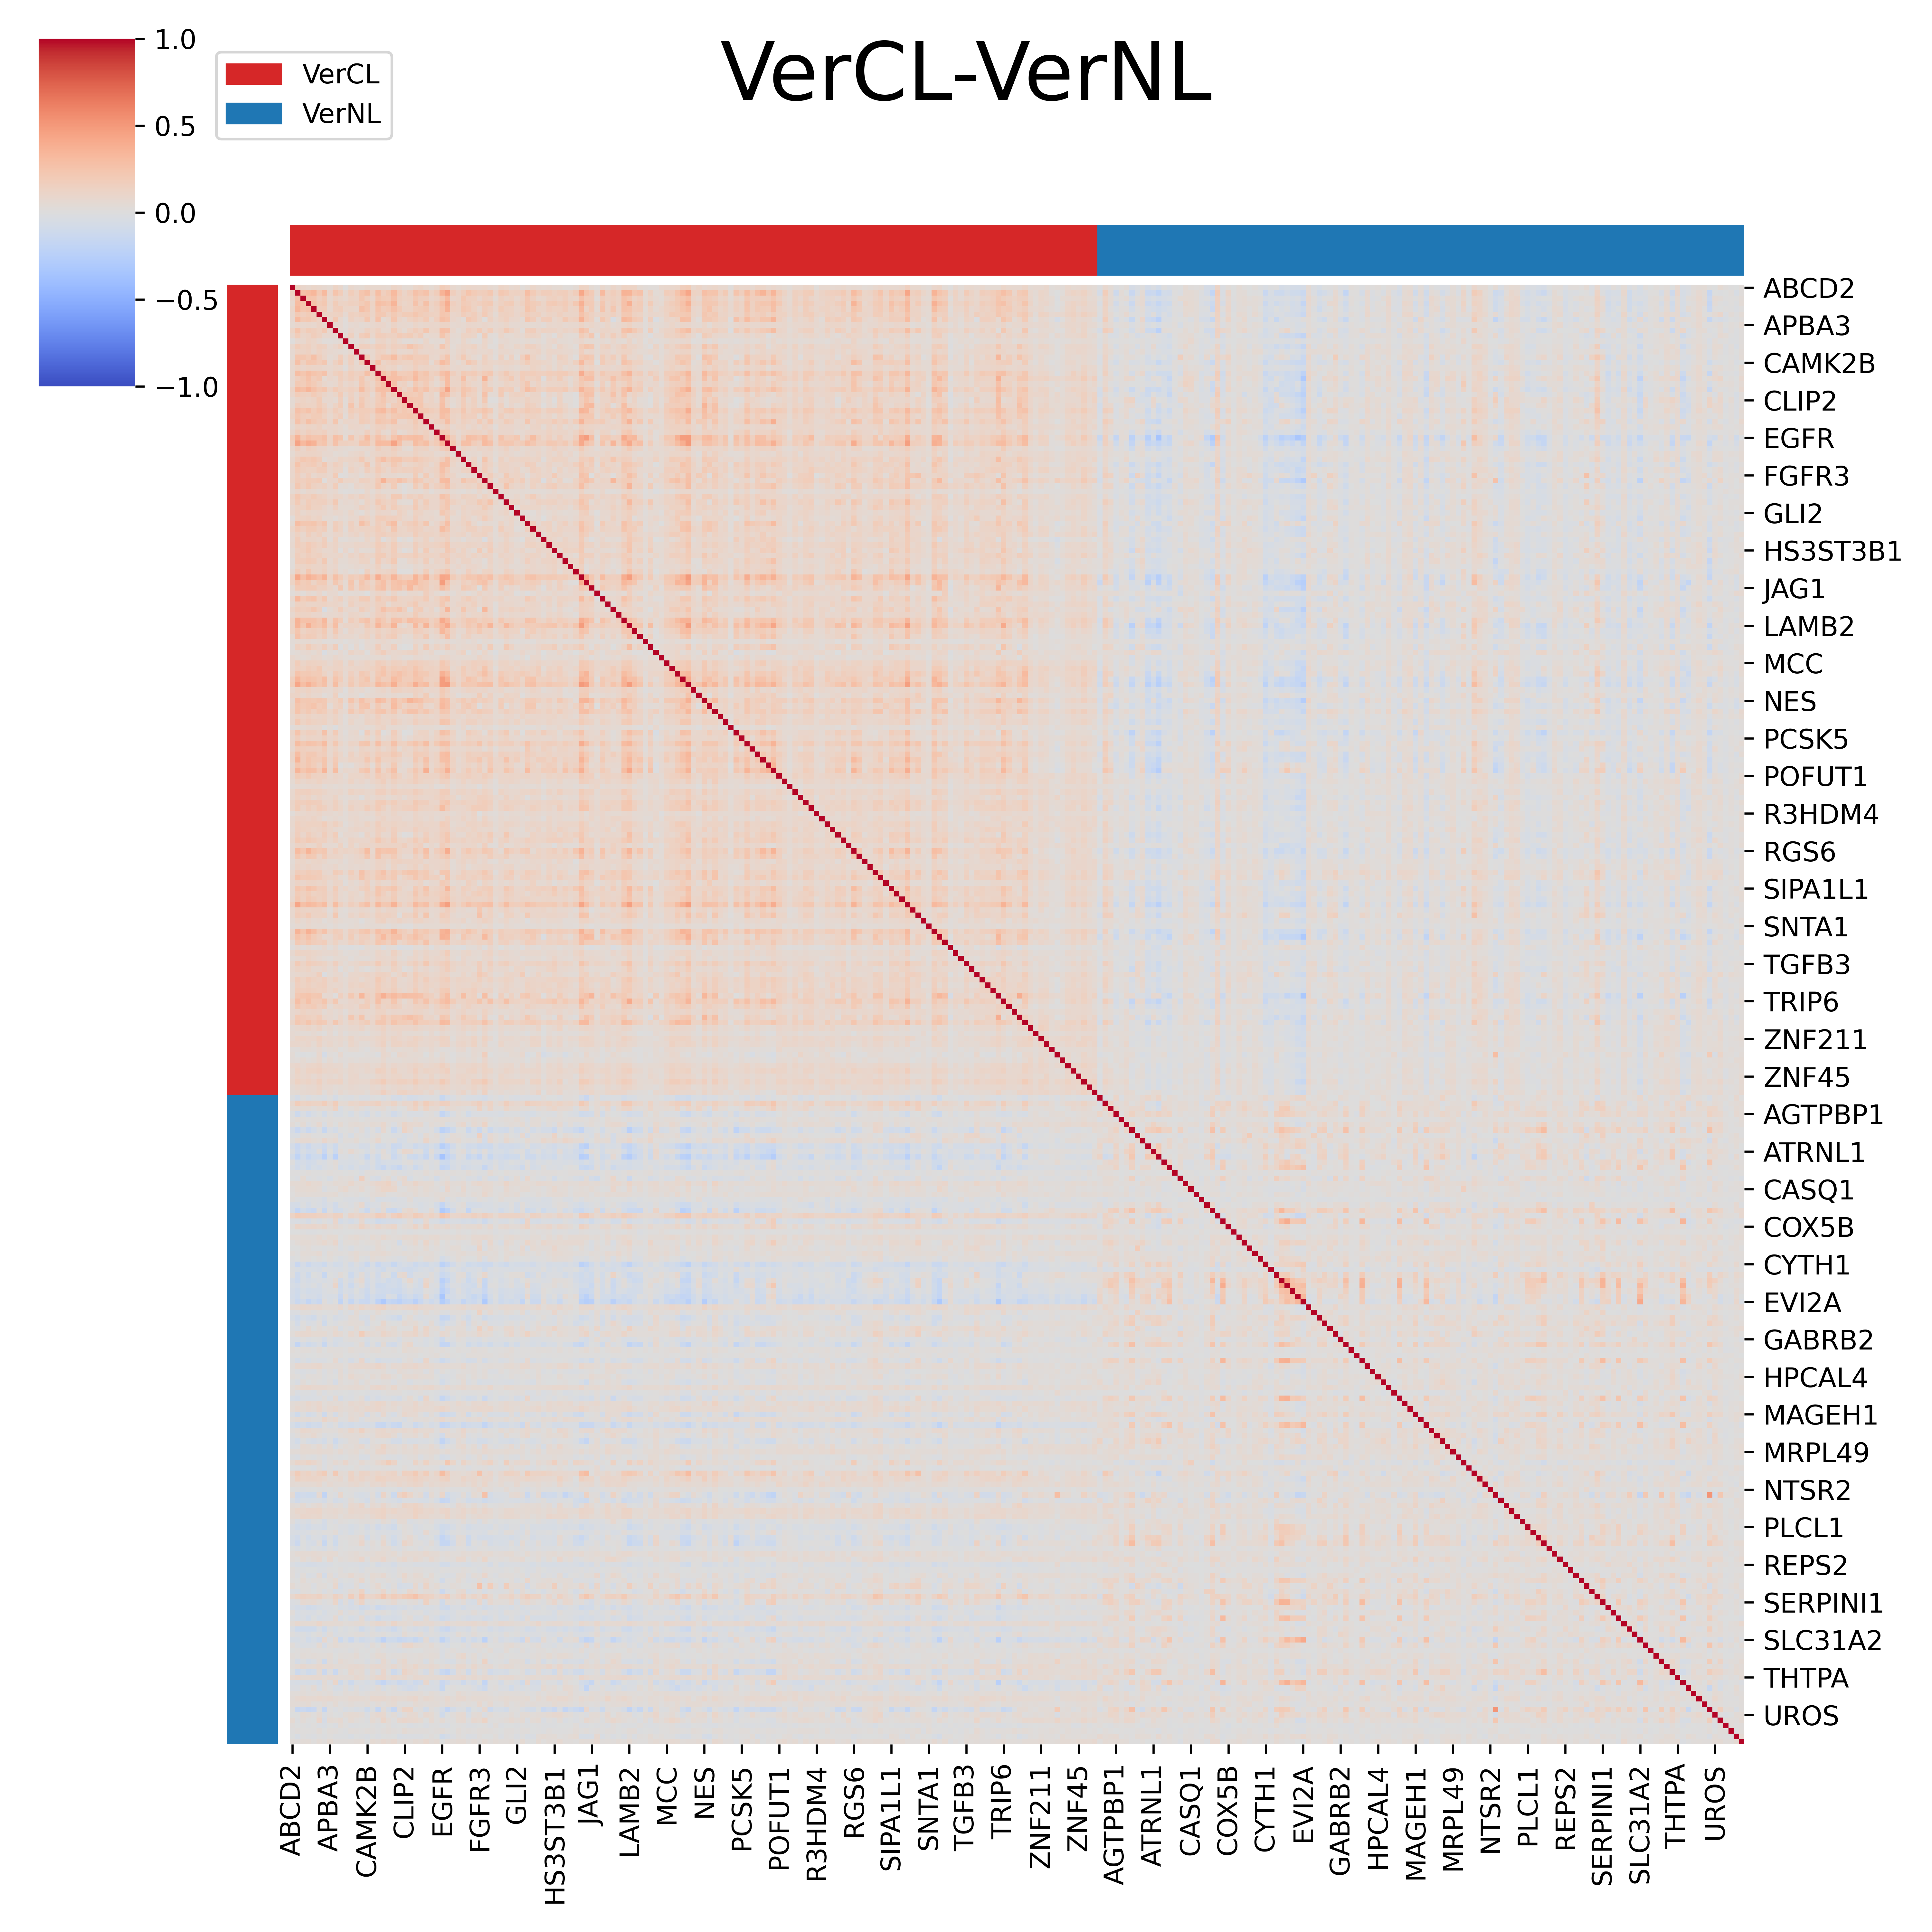 VerCL-VerNL
1.0
0.5
0.0
−0.5
−1.0
VerCL
VerNL
ABCD2
APBA3
CAMK2B
CLIP2
EGFR
FGFR3
GLI2
HS3ST3B1
JAG1
LAMB2
MCC
NES
PCSK5
POFUT1
R3HDM4
RGS6
SIPA1L1
SNTA1
TGFB3
TRIP6
ZNF211
ZNF45
AGTPBP1
ATRNL1
CASQ1
COX5B
CYTH1
EVI2A
GABRB2
HPCAL4
MAGEH1
MRPL49
NTSR2
PLCL1
REPS2
SERPINI1
SLC31A2
THTPA
UROS
ABCD2
APBA3
CAMK2B
CLIP2
EGFR
FGFR3
GLI2
HS3ST3B1
JAG1
LAMB2
MCC
NES
PCSK5
POFUT1
R3HDM4
RGS6
SIPA1L1
SNTA1
TGFB3
TRIP6
ZNF211
ZNF45
AGTPBP1
ATRNL1
CASQ1
COX5B
CYTH1
EVI2A
GABRB2
HPCAL4
MAGEH1
MRPL49
NTSR2
PLCL1
REPS2
SERPINI1
SLC31A2
THTPA
UROS